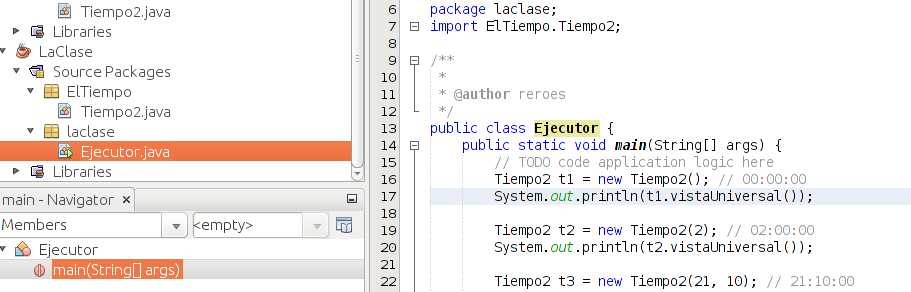 Tiempo2.java
Libraries
LaClase
Source Packages
ElTiempo
Tiempo2.java
laclase
Ejecutor.java
Libraries
main - Navigator ×
Members
<empty>
Ejecutor
main(String[] args)
6 package laclase;
7 import ElTiempo.Tiempo2;
8
9 /**
10 *
11 * @author reroes
12 */
13 public class Ejecutor {
14 public static void main(String[] args) {
15 // TODO code application logic here
16 Tiempo2 t1 = new Tiempo2(); // 00:00:00
17 System.out.println(t1.vistaUniversal());
18
19 Tiempo2 t2 = new Tiempo2(2); // 02:00:00
20 System.out.println(t2.vistaUniversal());
21
22 Tiempo2 t3 = new Tiempo2(21, 10); // 21:10:00